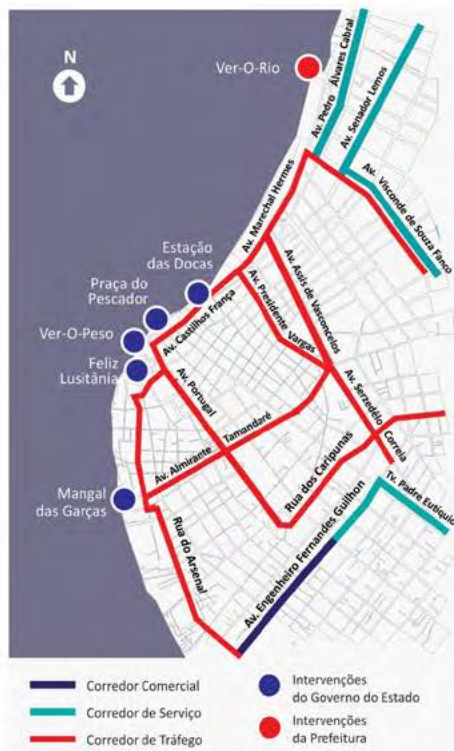 N
Ver-O-Rio
Av. Pedro Álvares Cabral
Av. Senador Lemos
Av. Visconde de Souza Fanco
Av. Marechal Hermes
Estação
das Docas
Praça do
Pescador
Ver-O-Peso
Feliz
Lusitânia
Av. Castilhos França
Av. Presidente Vargas
Av. Assis de Vasconcelos
Av. Portugal
Av. Almirante Tamandaré
Av. Serzedélo Correia
Rua dos Caripunas
Mangal
das Garças
Rua do Arsenal
Av. Engenheiro Fernandes Guilhon
Tv. Padre Eutíquio
Corredor Comercial
Corredor de Serviço
Corredor de Tráfego
Intervenções
do Governo do Estado
Intervenções
da Prefeitura